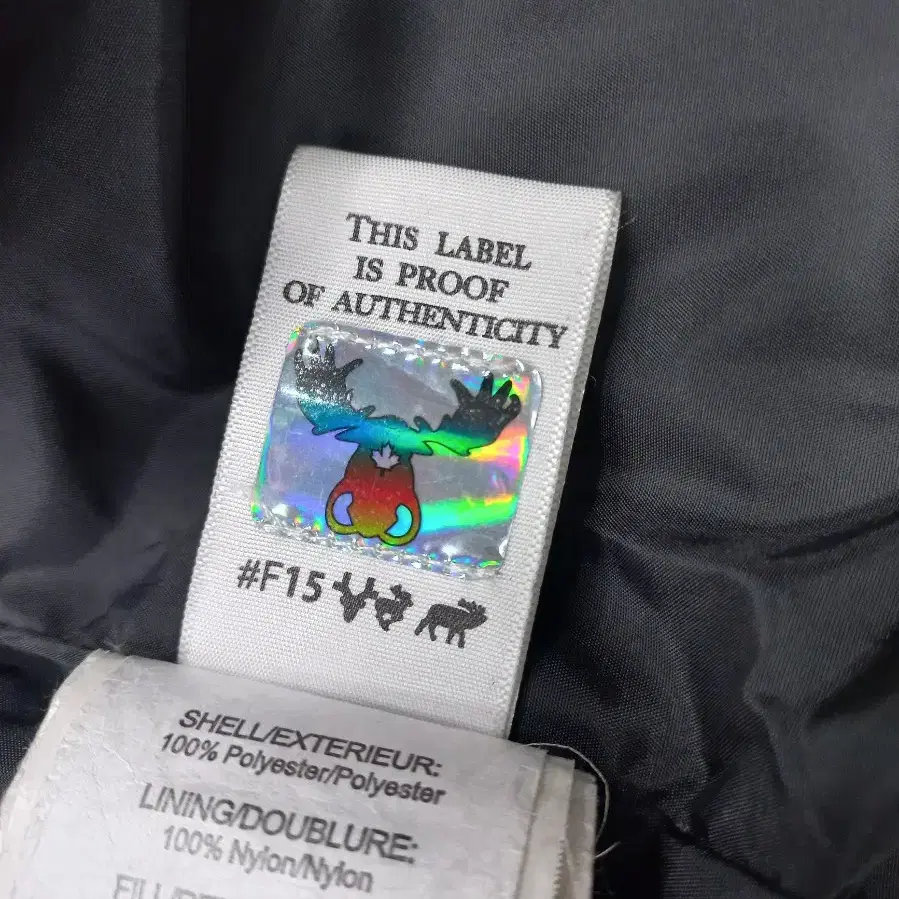 THIS LABEL
IS PROOF
OF AUTHENTICITY
#F15
SHELL/EXTERIEUR:
100% Polyester/Polyester
LINING/DOUBLURE:
100% Nylon/Nylon